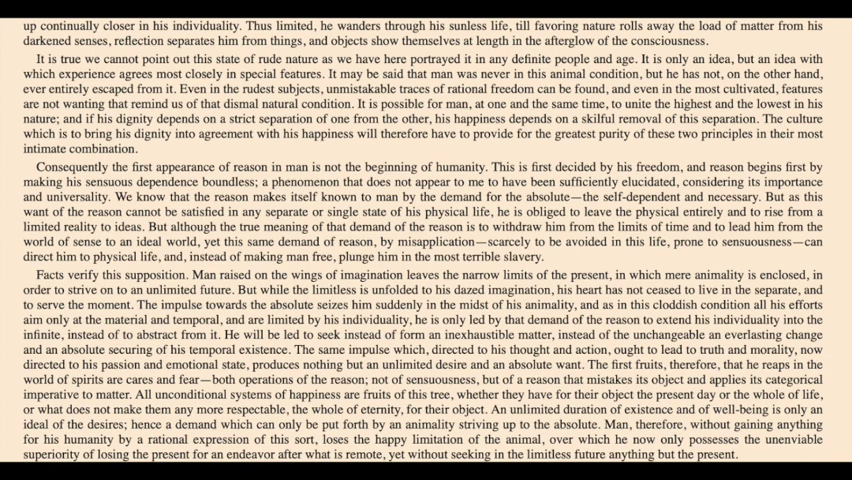 up continually closer in his individuality. Thus limited, he wanders through his sunless life, till favoring nature rolls away the load of matter from his
darkened senses, reflection separates him from things, and objects show themselves at length in the afterglow of the consciousness.
It is true we cannot point out this state of rude nature as we have here portrayed it in any definite people and age. It is only an idea, but an idea with
which experience agrees most closely in special features. It may be said that man was never in this animal condition, but he has not, on the other hand,
ever entirely escaped from it. Even in the rudest subjects, unmistakable traces of rational freedom can be found, and even in the most cultivated, features
are not wanting that remind us of that dismal natural condition. It is possible for man, at one and the same time, to unite the highest and the lowest in his
nature; and if his dignity depends on a strict separation of one from the other, his happiness depends on a skilful removal of this separation. The culture
which is to bring his dignity into agreement with his happiness will therefore have to provide for the greatest purity of these two principles in their most
intimate combination.
Consequently the first appearance of reason in man is not the beginning of humanity. This is first decided by his freedom, and reason begins first by
making his sensuous dependence boundless; a phenomenon that does not appear to me to have been sufficiently elucidated, considering its importance
and universality. We know that the reason makes itself known to man by the demand for the absolute—the self-dependent and necessary. But as this
want of the reason cannot be satisfied in any separate or single state of his physical life, he is obliged to leave the physical entirely and to rise from a
limited reality to ideas. But although the true meaning of that demand of the reason is to withdraw him from the limits of time and to lead him from the
world of sense to an ideal world, yet this same demand of reason, by misapplication—scarcely to be avoided in this life, prone to sensuousness—can
direct him to physical life, and, instead of making man free, plunge him in the most terrible slavery.
Facts verify this supposition. Man raised on the wings of imagination leaves the narrow limits of the present, in which mere animality is enclosed, in
order to strive on to an unlimited future. But while the limitless is unfolded to his dazed imagination, his heart has not ceased to live in the separate, and
to serve the moment. The impulse towards the absolute seizes him suddenly in the midst of his animality, and as in this cloddish condition all his efforts
aim only at the material and temporal, and are limited by his individuality, he is only led by that demand of the reason to extend his individuality into the
infinite, instead of to abstract from it. He will be led to seek instead of form an inexhaustible matter, instead of the unchangeable an everlasting change
and an absolute securing of his temporal existence. The same impulse which, directed to his thought and action, ought to lead to truth and morality, now
directed to his passion and emotional state, produces nothing but an unlimited desire and an absolute want. The first fruits, therefore, that he reaps in the
world of spirits are cares and fear—both operations of the reason; not of sensuousness, but of a reason that mistakes its object and applies its categorical
imperative to matter. All unconditional systems of happiness are fruits of this tree, whether they have for their object the present day or the whole of life,
or what does not make them any more respectable, the whole of eternity, for their object. An unlimited duration of existence and of well-being is only an
ideal of the desires; hence a demand which can only be put forth by an animality striving up to the absolute. Man, therefore, without gaining anything
for his humanity by a rational expression of this sort, loses the happy limitation of the animal, over which he now only possesses the unenviable
superiority of losing the present for an endeavor after what is remote, yet without seeking in the limitless future anything but the present.